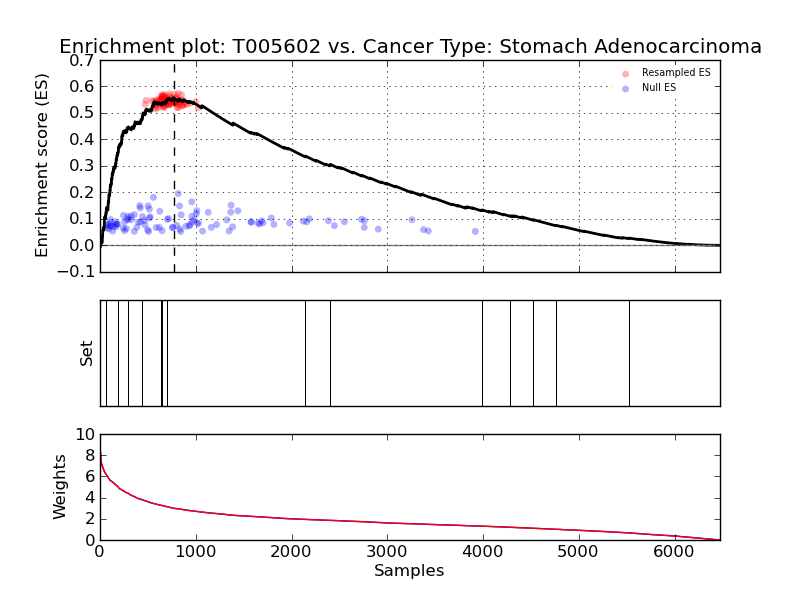 Enrichment plot: T005602 vs. Cancer Type: Stomach Adenocarcinoma
Enrichment score (ES)
0.7
0.6
0.5
0.4
0.3
0.2
0.1
0.0
−0.1
Resampled ES
Null ES
Set
Weights
10
8
6
4
2
0
0 1000 2000 3000 4000 5000 6000
Samples